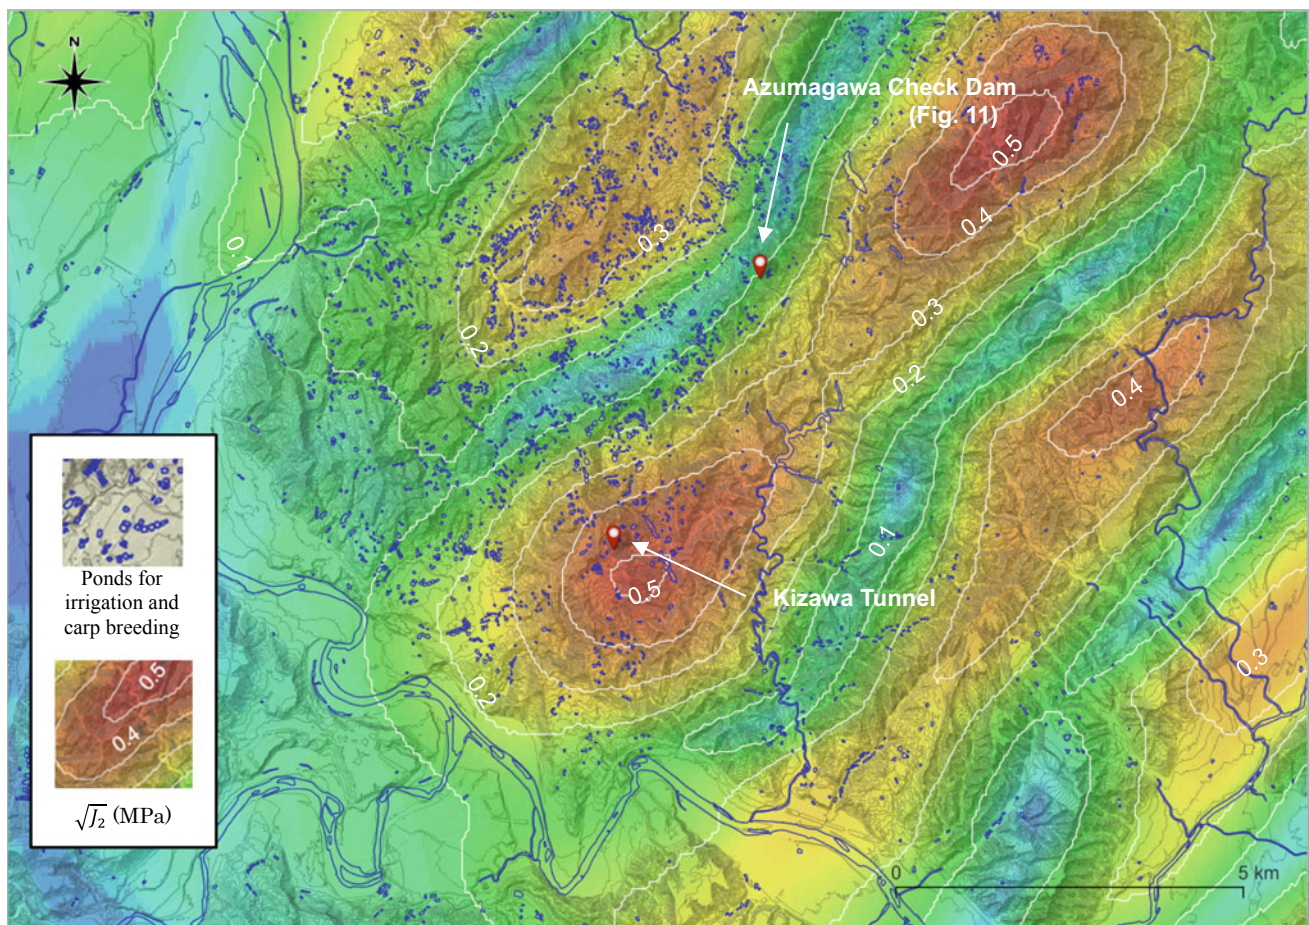 N
Azumagawa Check Dam
(Fig. 11)
0.5
0.4
0.1
0.3
0.2
0.3
0.2
0.4
0.1
0.5
Kizawa Tunnel
0.2
0.3
Ponds for
irrigation and
carp breeding
0.5
0.4
√J₂ (MPa)
0
5 km